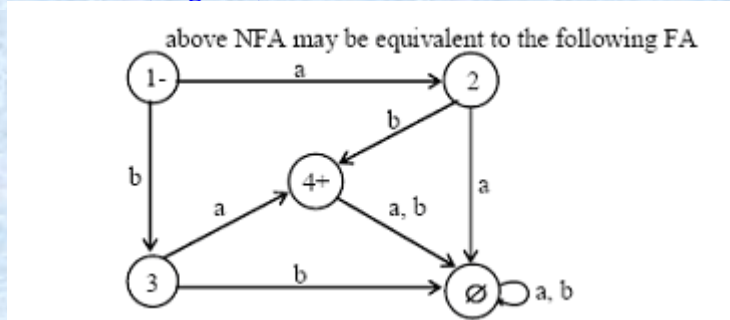 above NFA may be equivalent to the following FA
1- a 2
b
b 4+ a
a a, b
3 b Ø a, b